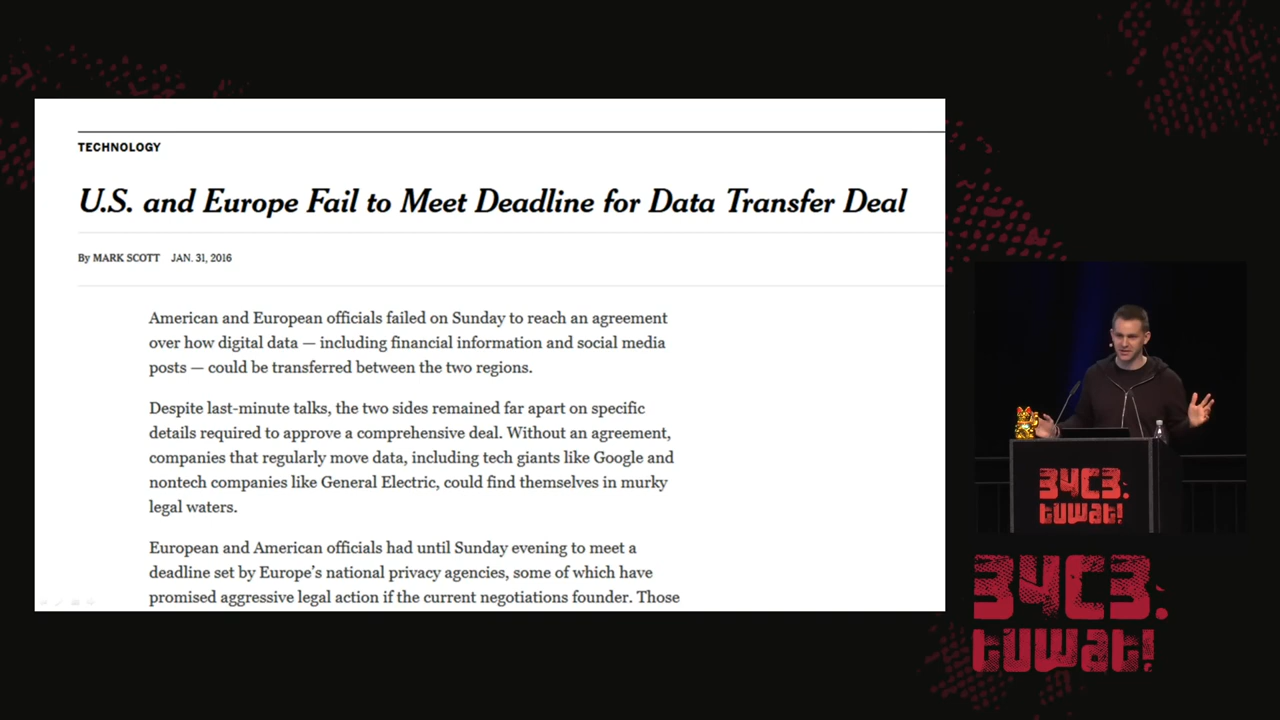 TECHNOLOGY
U.S. and Europe Fail to Meet Deadline for Data Transfer Deal
By MARK SCOTT JAN. 31, 2016
American and European officials failed on Sunday to reach an agreement
over how digital data — including financial information and social media
posts — could be transferred between the two regions.
Despite last-minute talks, the two sides remained far apart on specific
details required to approve a comprehensive deal. Without an agreement,
companies that regularly move data, including tech giants like Google and
nontech companies like General Electric, could find themselves in murky
legal waters.
European and American officials had until Sunday evening to meet a
deadline set by Europe’s national privacy agencies, some of which have
promised aggressive legal action if the current negotiations founder. Those
34C3.
tuwat!
34C3.
tuwat!